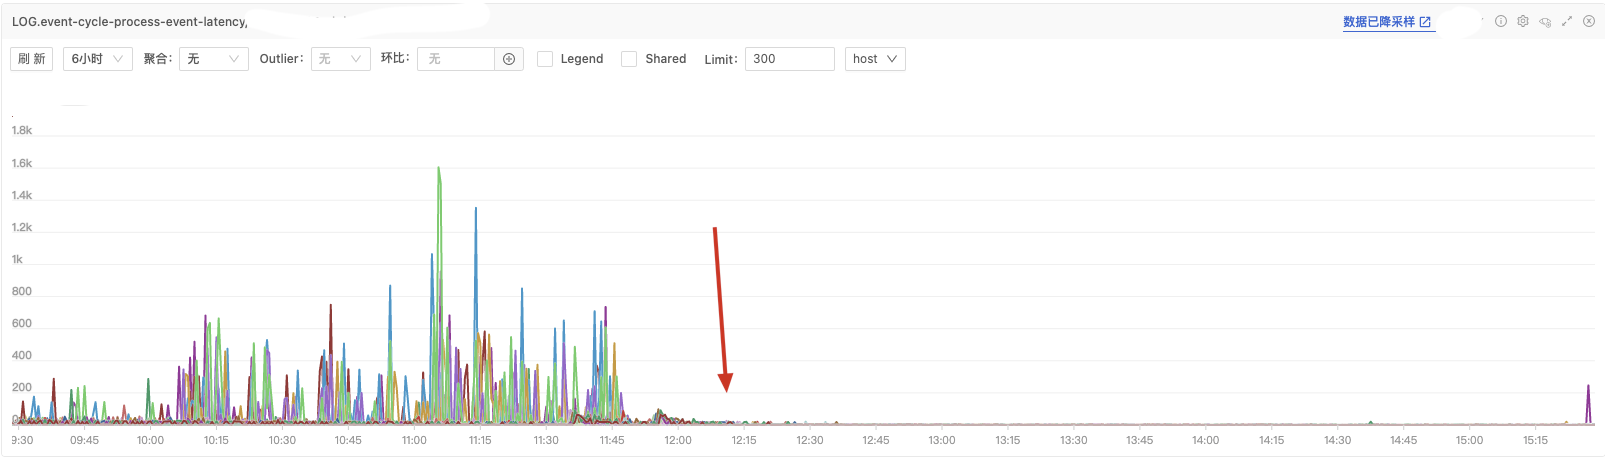 LOG.event-cycle-process-event-latency, 数据已降采样
刷 新 6小时 聚合： 无 Outlier： 无 环比： 无 Legend Shared Limit： 300 host
1.8k
1.6k
1.4k
1.2k
1k
800
600
400
200
0
9:30 09:45 10:00 10:15 10:30 10:45 11:00 11:15 11:30 11:45 12:00 12:15 12:30 12:45 13:00 13:15 13:30 13:45 14:00 14:15 14:30 14:45 15:00 15:15